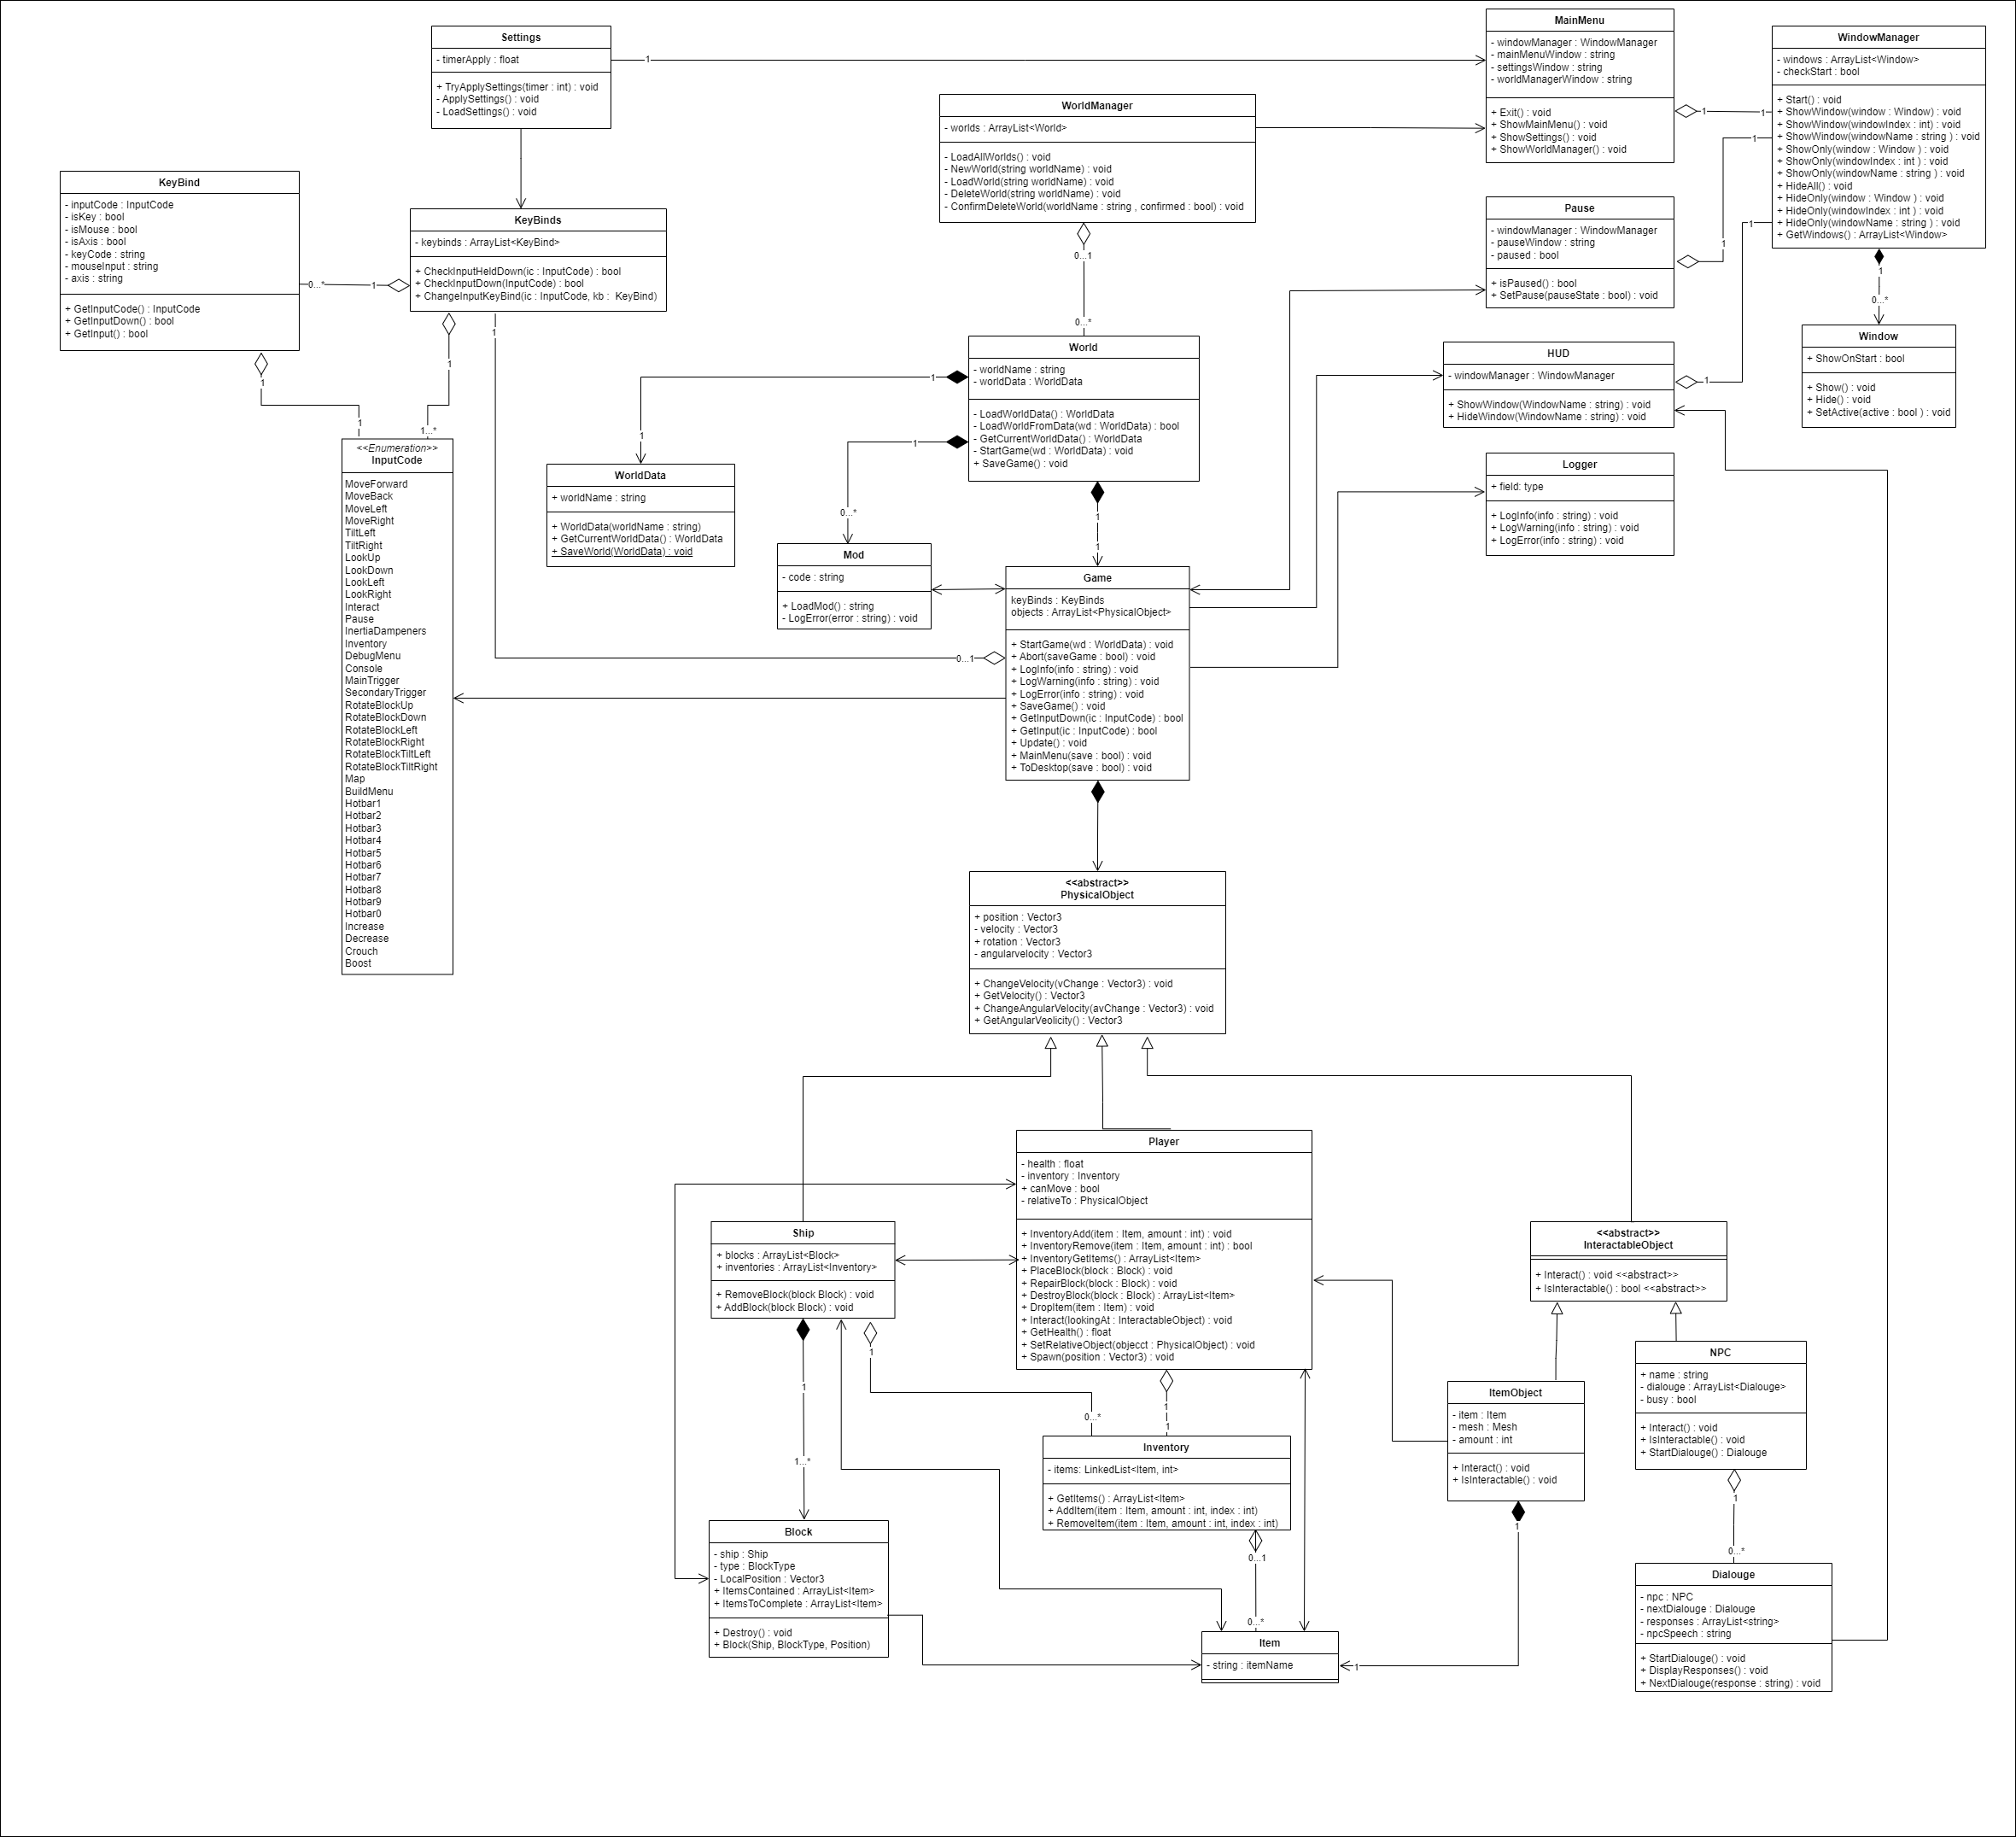 Settings
- timerApply : float
+ TryApplySettings(timer : int) : void
- ApplySettings() : void
- LoadSettings() : void
1
MainMenu
- windowManager : WindowManager
- mainMenuWindow : string
- settingsWindow : string
- worldManagerWindow : string
+ Exit() : void
+ ShowMainMenu() : void
+ ShowSettings() : void
+ ShowWorldManager() : void
1
1
WindowManager
- windows : ArrayList<Window>
- checkStart : bool
+ Start() : void
+ ShowWindow(window : Window) : void
+ ShowWindow(windowIndex : int) : void
+ ShowWindow(windowName : string ) : void
+ ShowOnly(window : Window ) : void
+ ShowOnly(windowIndex : int ) : void
+ ShowOnly(windowName : string ) : void
+ HideAll() : void
+ HideOnly(window : Window ) : void
+ HideOnly(windowIndex : int ) : void
+ HideOnly(windowName : string ) : void
+ GetWindows() : ArrayList<Window>
1
1
1
0...*
WorldManager
- worlds : ArrayList<World>
- LoadAllWorlds() : void
- NewWorld(string worldName) : void
- LoadWorld(string worldName) : void
- DeleteWorld(string worldName) : void
- ConfirmDeleteWorld(worldName : string , confirmed : bool) : void
0...1
0...*
KeyBind
- inputCode : InputCode
- isKey : bool
- isMouse : bool
- isAxis : bool
- keyCode : string
- mouseInput : string
- axis : string
+ GetInputCode() : InputCode
+ GetInputDown() : bool
+ GetInput() : bool
0...*
1
KeyBinds
- keybinds : ArrayList<KeyBind>
+ CheckInputHeldDown(ic : InputCode) : bool
+ CheckInputDown(InputCode) : bool
+ ChangeInputKeyBind(ic : InputCode, kb :  KeyBind)
1
1
1
1
1...*
Pause
- windowManager : WindowManager
- pauseWindow : string
- paused : bool
+ isPaused() : bool
+ SetPause(pauseState : bool) : void
1
Window
+ ShowOnStart : bool
+ Show() : void
+ Hide() : void
+ SetActive(active : bool ) : void
HUD
- windowManager : WindowManager
+ ShowWindow(WindowName : string) : void
+ HideWindow(WindowName : string) : void
1
World
- worldName : string
- worldData : WorldData
- LoadWorldData() : WorldData
- LoadWorldFromData(wd : WorldData) : bool
- GetCurrentWorldData() : WorldData
- StartGame(wd : WorldData) : void
+ SaveGame() : void
1
1
1
0...*
1
1
WorldData
+ worldName : string
+ WorldData(worldName : string)
+ GetCurrentWorldData() : WorldData
+ SaveWorld(WorldData) : void
Logger
+ field: type
+ LogInfo(info : string) : void
+ LogWarning(info : string) : void
+ LogError(info : string) : void
Mod
- code : string
+ LoadMod() : string
- LogError(error : string) : void
<<Enumeration>>
InputCode
MoveForward
MoveBack
MoveLeft
MoveRight
TiltLeft
TiltRight
LookUp
LookDown
LookLeft
LookRight
Interact
Pause
InertiaDampeners
Inventory
DebugMenu
Console
MainTrigger
SecondaryTrigger
RotateBlockUp
RotateBlockDown
RotateBlockLeft
RotateBlockRight
RotateBlockTiltLeft
RotateBlockTiltRight
Map
BuildMenu
Hotbar1
Hotbar2
Hotbar3
Hotbar4
Hotbar5
Hotbar6
Hotbar7
Hotbar8
Hotbar9
Hotbar0
Increase
Decrease
Crouch
Boost
0...1
Game
keyBinds : KeyBinds
objects : ArrayList<PhysicalObject>
+ StartGame(wd : WorldData) : void
+ Abort(saveGame : bool) : void
+ LogInfo(info : string) : void
+ LogWarning(info : string) : void
+ LogError(info : string) : void
+ SaveGame() : void
+ GetInputDown(ic : InputCode) : bool
+ GetInput(ic : InputCode) : bool
+ Update() : void
+ MainMenu(save : bool) : void
+ ToDesktop(save : bool) : void
<<abstract>>
PhysicalObject
+ position : Vector3
- velocity : Vector3
+ rotation : Vector3
- angularvelocity : Vector3
+ ChangeVelocity(vChange : Vector3) : void
+ GetVelocity() : Vector3
+ ChangeAngularVelocity(avChange : Vector3) : void
+ GetAngularVeolicity() : Vector3
Player
- health : float
- inventory : Inventory
+ canMove : bool
- relativeTo : PhysicalObject
+ InventoryAdd(item : Item, amount : int) : void
+ InventoryRemove(item : Item, amount : int) : bool
+ InventoryGetItems() : ArrayList<Item>
+ PlaceBlock(block : Block) : void
+ RepairBlock(block : Block) : void
+ DestroyBlock(block : Block) : ArrayList<Item>
+ DropItem(item : Item) : void
+ Interact(lookingAt : InteractableObject) : void
+ GetHealth() : float
+ SetRelativeObject(objecct : PhysicalObject) : void
+ Spawn(position : Vector3) : void
1
1
Ship
+ blocks : ArrayList<Block>
+ inventories : ArrayList<Inventory>
+ RemoveBlock(block Block) : void
+ AddBlock(block Block) : void
1
1
0...*
1...*
<<abstract>>
InteractableObject
+ Interact() : void <<abstract>>
+ IsInteractable() : bool <<abstract>>
NPC
+ name : string
- dialouge : ArrayList<Dialouge>
- busy : bool
+ Interact() : void
+ IsInteractable() : void
+ StartDialouge() : Dialouge
1
0...*
ItemObject
- item : Item
- mesh : Mesh
- amount : int
+ Interact() : void
+ IsInteractable() : void
1
1
Inventory
- items: LinkedList<Item, int>
+ GetItems() : ArrayList<Item>
+ AddItem(item : Item, amount : int, index : int)
+ RemoveItem(item : Item, amount : int, index : int)
0...1
0...*
Block
- ship : Ship
- type : BlockType
- LocalPosition : Vector3
+ ItemsContained : ArrayList<Item>
+ ItemsToComplete : ArrayList<Item>
+ Destroy() : void
+ Block(Ship, BlockType, Position)
Item
- string : itemName
Dialouge
- npc : NPC
- nextDialouge : Dialouge
- responses : ArrayList<string>
- npcSpeech : string
+ StartDialouge() : void
+ DisplayResponses() : void
+ NextDialouge(response : string) : void